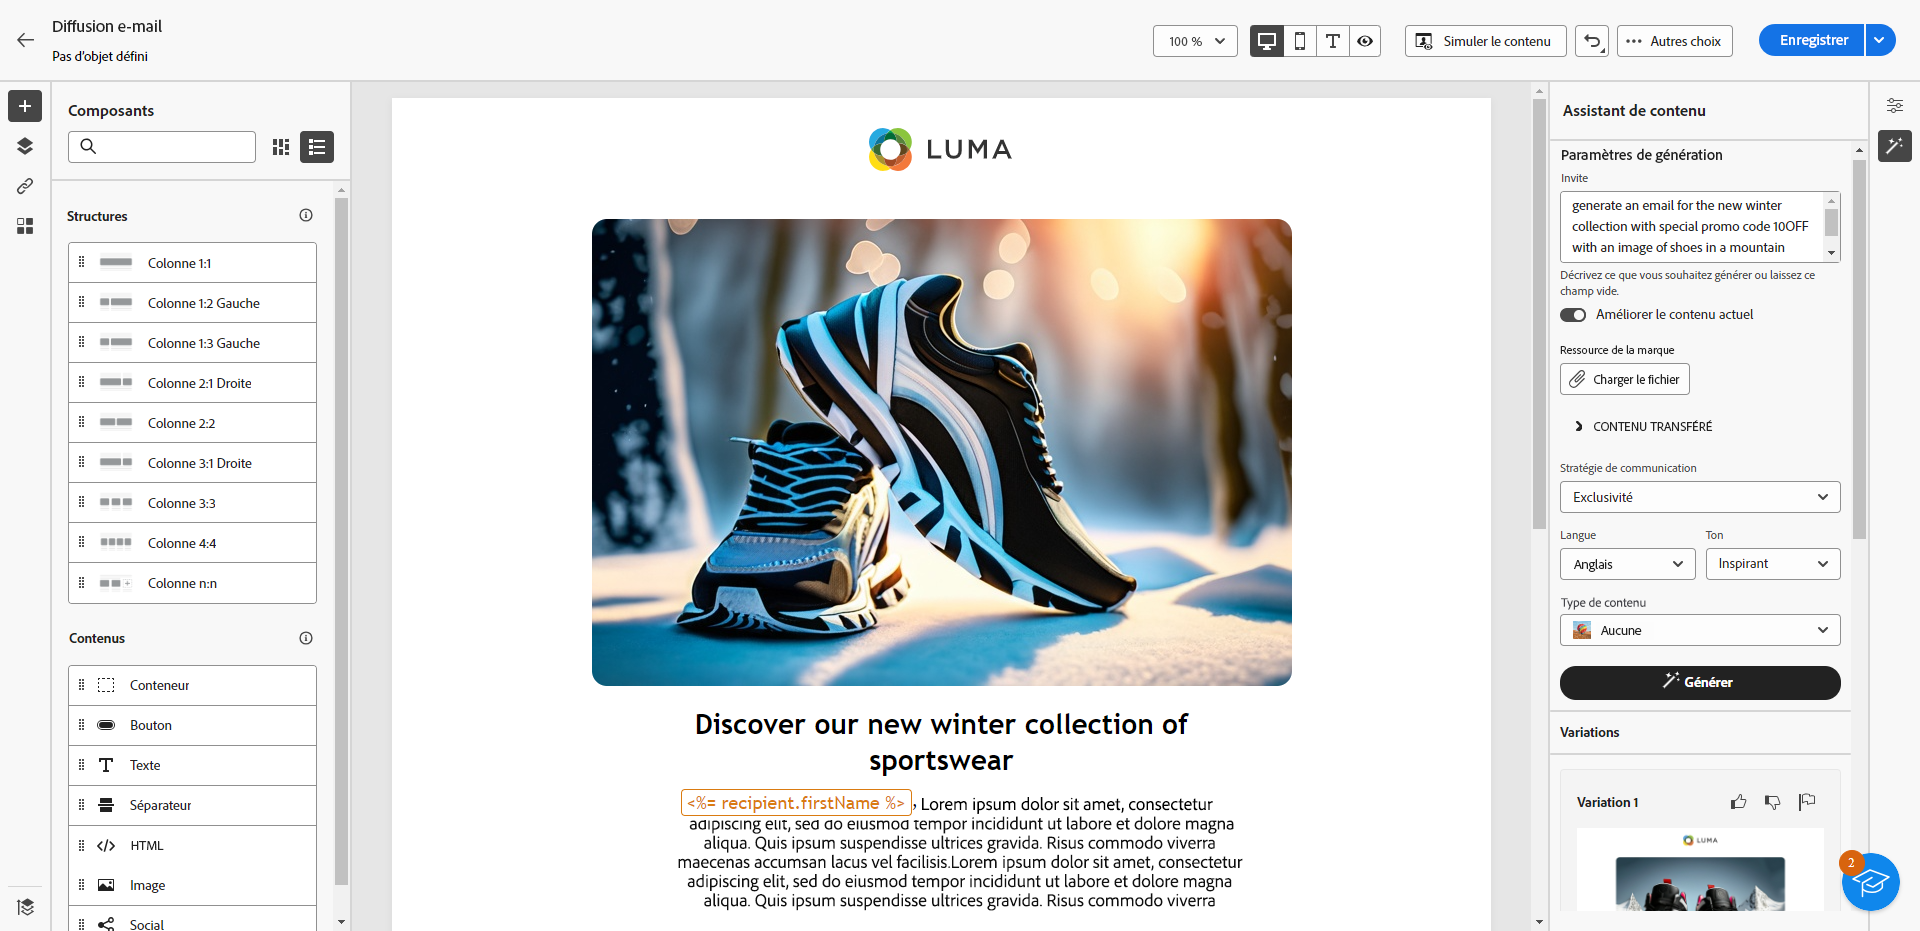 Diffusion e-mail
Pas d'objet défini
100 %
Simuler le contenu
Autres choix
Enregistrer
Composants
Structures
Colonne 1:1
Colonne 1:2 Gauche
Colonne 1:3 Gauche
Colonne 2:1 Droite
Colonne 2:2
Colonne 3:1 Droite
Colonne 3:3
Colonne 4:4
Colonne n:n
Contenus
Conteneur
Bouton
Texte
Séparateur
HTML
Image
Social
LUMA
Discover our new winter collection of
sportswear
<%= recipient.firstName %> , Lorem ipsum dolor sit amet, consectetur
adipiscing elit, sed do eiusmod tempor incididunt ut labore et dolore magna
aliqua. Quis ipsum suspendisse ultrices gravida. Risus commodo viverra
maecenas accumsan lacus vel facilisis.Lorem ipsum dolor sit amet, consectetur
adipiscing elit, sed do eiusmod tempor incididunt ut labore et dolore magna
aliqua. Quis ipsum suspendisse ultrices gravida. Risus commodo viverra
Assistant de contenu
Paramètres de génération
Invite
generate an email for the new winter
collection with special promo code 10OFF
with an image of shoes in a mountain
Décrivez ce que vous souhaitez générer ou laissez ce
champ vide.
Améliorer le contenu actuel
Ressource de la marque
Charger le fichier
CONTENU TRANSFÉRÉ
Stratégie de communication
Exclusivité
Langue Ton
Anglais Inspirant
Type de contenu
Aucune
Générer
Variations
Variation 1
LUMA
2